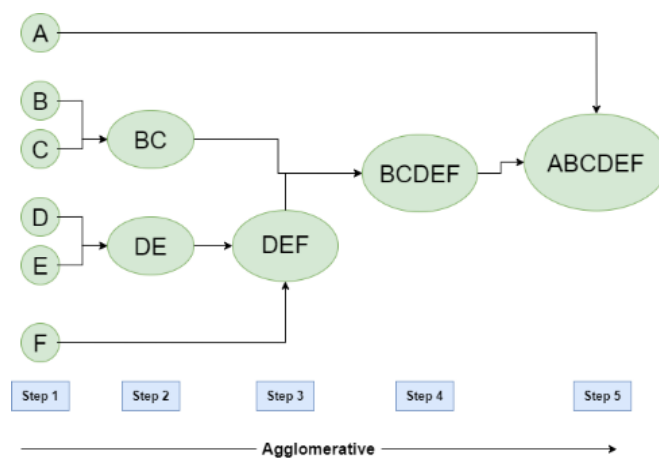 A
B
C
BC
BCDEF
ABCDEF
D
E
DE
DEF
F
Step 1 Step 2 Step 3 Step 4 Step 5
Agglomerative